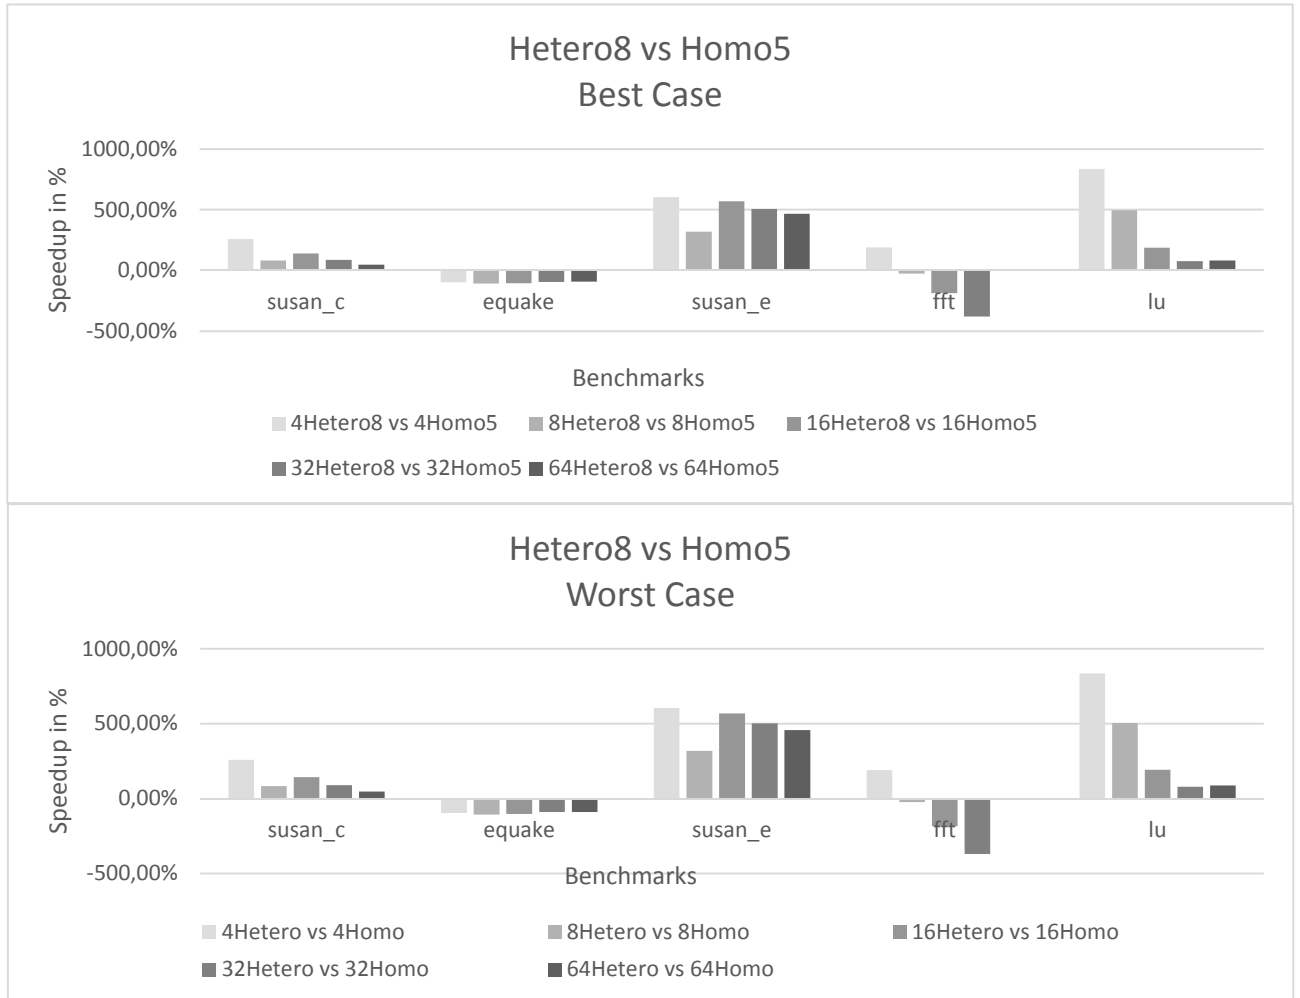 Hetero8 vs Homo5
Best Case
1000,00%
500,00%
0,00%
-500,00%
Speedup in %
susan_c equake susan_e fft lu
Benchmarks
4Hetero8 vs 4Homo5 8Hetero8 vs 8Homo5 16Hetero8 vs 16Homo5
32Hetero8 vs 32Homo5 64Hetero8 vs 64Homo5
Hetero8 vs Homo5
Worst Case
1000,00%
500,00%
0,00%
-500,00%
Speedup in %
susan_c equake susan_e fft lu
Benchmarks
4Hetero vs 4Homo 8Hetero vs 8Homo 16Hetero vs 16Homo
32Hetero vs 32Homo 64Hetero vs 64Homo